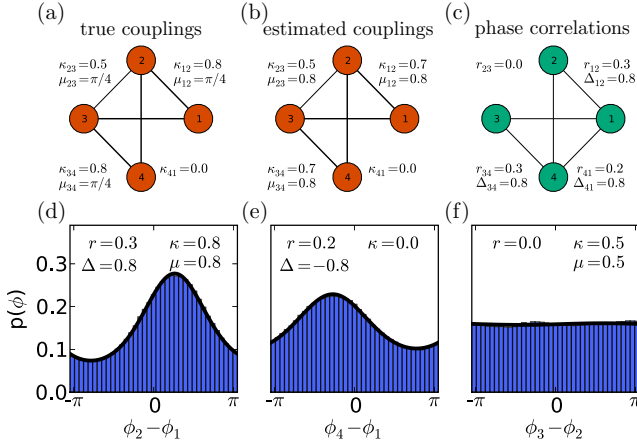 (a) (b) (c)
true couplings estimated couplings phase correlations
κ₂₃=0.5 κ₁₂=0.8
μ₂₃=π/4 μ₁₂=π/4
2
3 1
4
κ₃₄=0.8 κ₄₁=0.0
μ₃₄=π/4
κ₂₃=0.5 κ₁₂=0.7
μ₂₃=0.8 μ₁₂=0.8
2
3 1
4
κ₃₄=0.7 κ₄₁=0.0
μ₃₄=0.8
r₂₃=0.0 r₁₂=0.3
Δ₁₂=0.8
2
3 1
4
r₃₄=0.3 r₄₁=0.2
Δ₃₄=0.8 Δ₄₁=0.8
(d) (e) (f)
r=0.3 κ=0.8
Δ=0.8 μ=0.8
r=0.2 κ=0.0
Δ=−0.8
r=0.0 κ=0.5
μ=0.5
p(ϕ)
0.3
0.2
0.1
0.0
-π 0 π
-π 0 π
-π 0 π
ϕ₂−ϕ₁ ϕ₄−ϕ₁ ϕ₃−ϕ₂